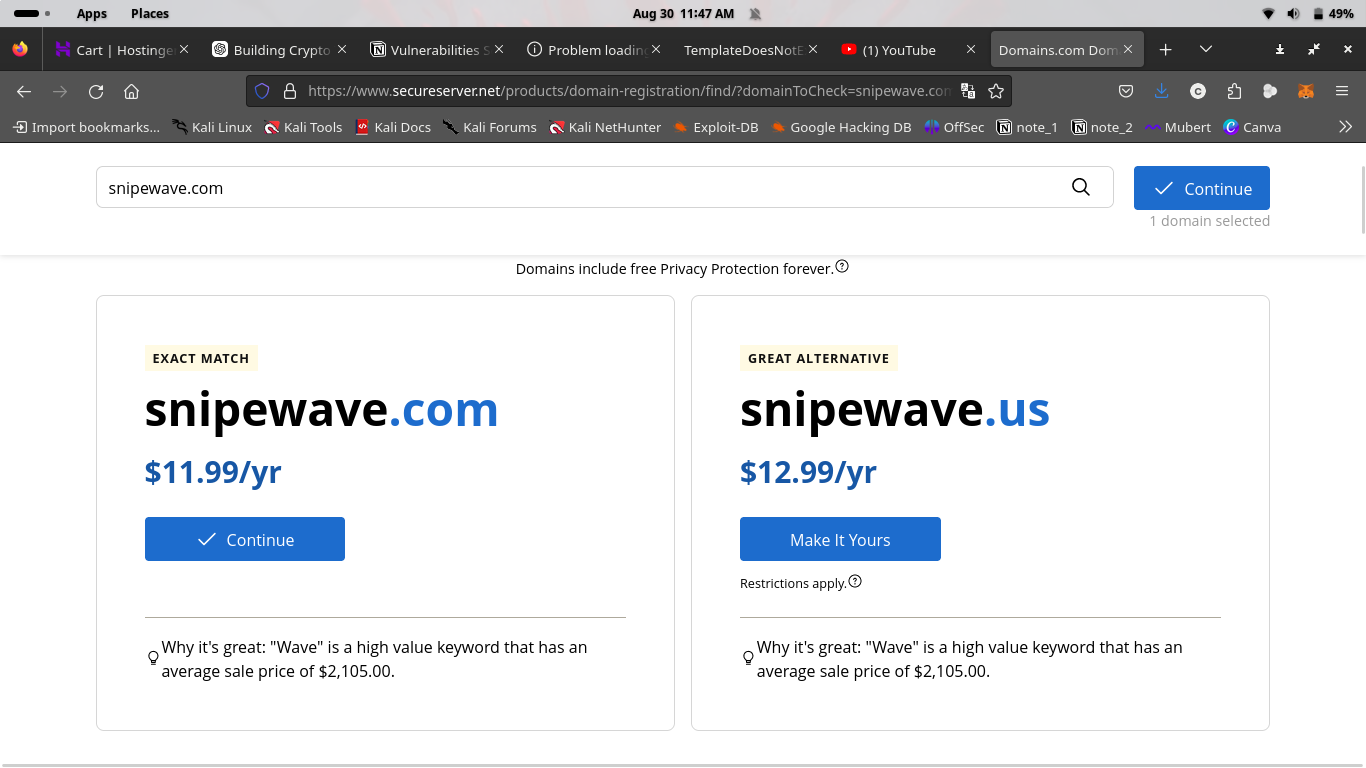 Apps Places Aug 30 11:47 AM 49%
Cart | Hostinge Building Crypto Vulnerabilities S Problem loading TemplateDoesNotE (1) YouTube Domains.com Dom
https://www.secureserver.net/products/domain-registration/find/?domainToCheck=snipewave.com
Import bookmarks... Kali Linux Kali Tools Kali Docs Kali Forums Kali NetHunter Exploit-DB Google Hacking DB OffSec note_1 note_2 Mubert Canva
snipewave.com Continue
1 domain selected
Domains include free Privacy Protection forever.
EXACT MATCH
snipewave.com
$11.99/yr
Continue
Why it's great: "Wave" is a high value keyword that has an
average sale price of $2,105.00.
GREAT ALTERNATIVE
snipewave.us
$12.99/yr
Make It Yours
Restrictions apply.
Why it's great: "Wave" is a high value keyword that has an
average sale price of $2,105.00.